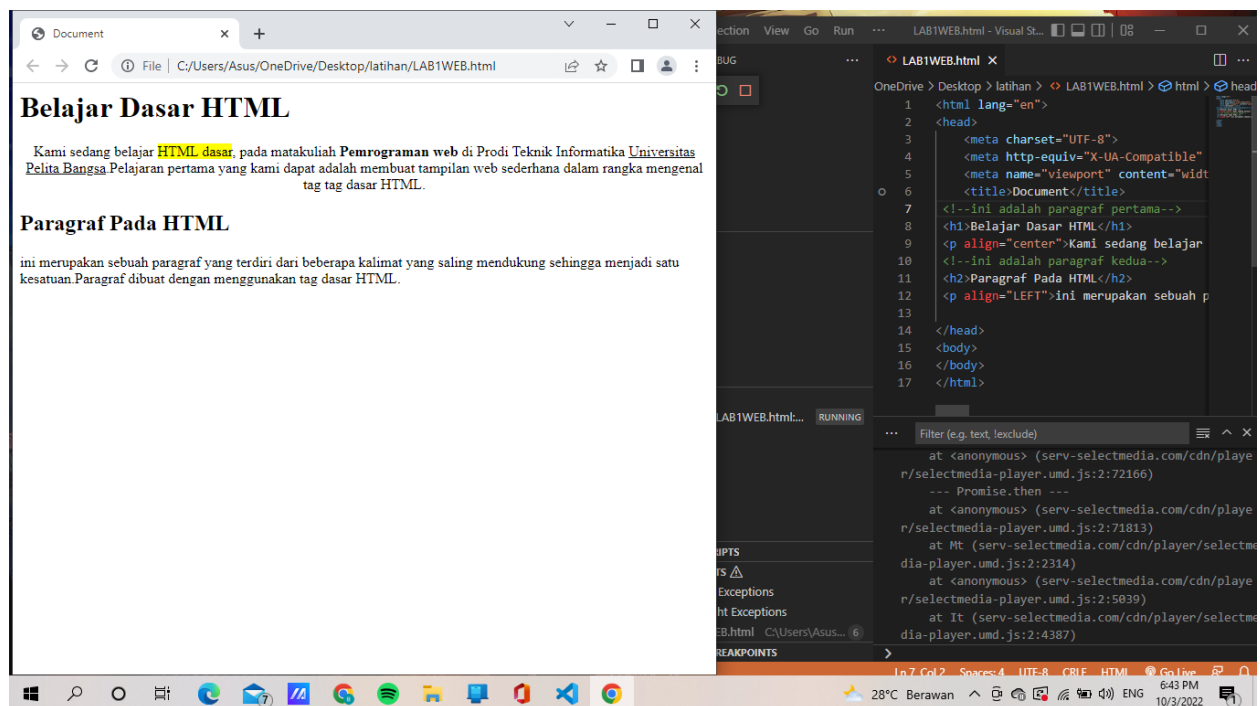 Document
File | C:/Users/Asus/OneDrive/Desktop/latihan/LAB1WEB.html
Belajar Dasar HTML
Kami sedang belajar HTML dasar, pada matakuliah Pemrograman web di Prodi Teknik Informatika Universitas
Pelita Bangsa.Pelajaran pertama yang kami dapat adalah membuat tampilan web sederhana dalam rangka mengenal
tag tag dasar HTML.
Paragraf Pada HTML
ini merupakan sebuah paragraf yang terdiri dari beberapa kalimat yang saling mendukung sehingga menjadi satu
kesatuan.Paragraf dibuat dengan menggunakan tag dasar HTML.
ection View Go Run ··· LAB1WEB.html - Visual St...
BUG ···
LAB1WEB.html:... RUNNING
IPTS
TS
Exceptions
ht Exceptions
EB.html C:\Users\Asus... 6
REAKPOINTS
LAB1WEB.html ×
OneDrive > Desktop > latihan > LAB1WEB.html > html > head
1 <html lang="en">
2 <head>
3 <meta charset="UTF-8">
4 <meta http-equiv="X-UA-Compatible"
5 <meta name="viewport" content="widt
6 <title>Document</title>
7 <!--ini adalah paragraf pertama-->
8 <h1>Belajar Dasar HTML</h1>
9 <p align="center">Kami sedang belajar
10 <!--ini adalah paragraf kedua-->
11 <h2>Paragraf Pada HTML</h2>
12 <p align="LEFT">ini merupakan sebuah p
13
14 </head>
15 <body>
16 </body>
17 </html>
··· Filter (e.g. text, !exclude)
at <anonymous> (serv-selectmedia.com/cdn/playe
r/selectmedia-player.umd.js:2:72166)
--- Promise.then ---
at <anonymous> (serv-selectmedia.com/cdn/playe
r/selectmedia-player.umd.js:2:71813)
at Mt (serv-selectmedia.com/cdn/player/selectme
dia-player.umd.js:2:2314)
at <anonymous> (serv-selectmedia.com/cdn/playe
r/selectmedia-player.umd.js:2:5039)
at It (serv-selectmedia.com/cdn/player/selectme
dia-player.umd.js:2:4387)
>
Ln 7, Col 2 Spaces: 4 UTF-8 CRLF HTML Go Live
7 28°C Berawan ENG 6:43 PM
10/3/2022 1